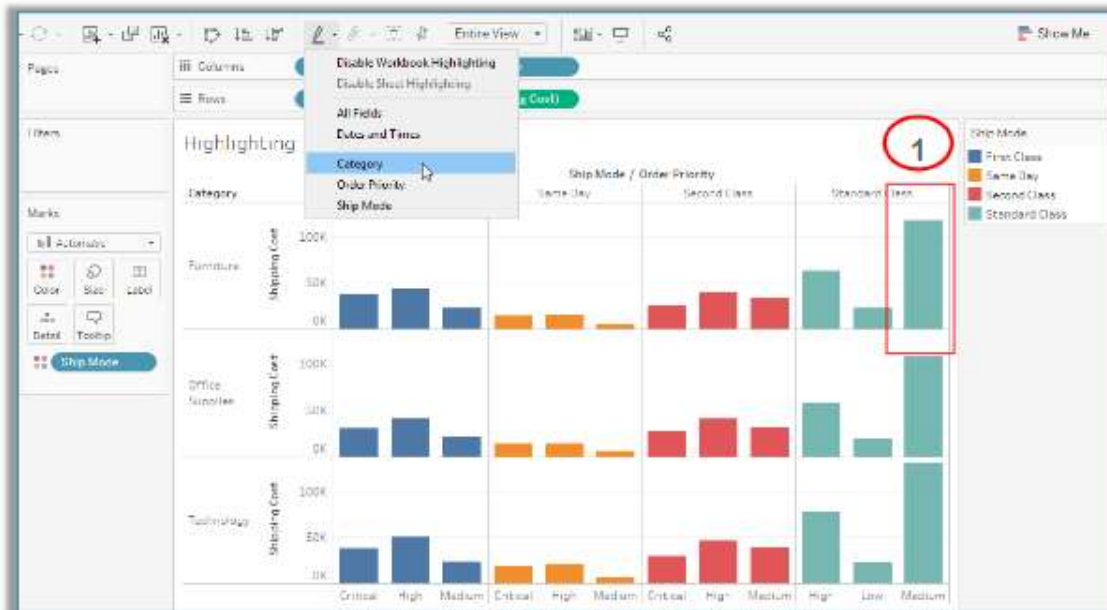 Entire View
Show Me
Pages
Columns
Rows
g Cost)
Disable Workbook Highlighting
Disable Sheet Highlighting
All Fields
Dates and Times
Category
Order Priority
Ship Mode
Filters
Marks
Automatic
Color
Size
Label
Detail
Tooltip
Ship Mode
Highlighting
Ship Mode / Order Priority
Category
Same Day
Second Class
Standard Class
1
Ship Mode
First Class
Same Day
Second Class
Standard Class
Furniture
Shipping Cost
100K
50K
0K
Office
Supplies
Shipping Cost
100K
50K
0K
Technology
Shipping Cost
100K
50K
0K
Critical High Medium Critical High Medium Critical High Medium High Low Medium